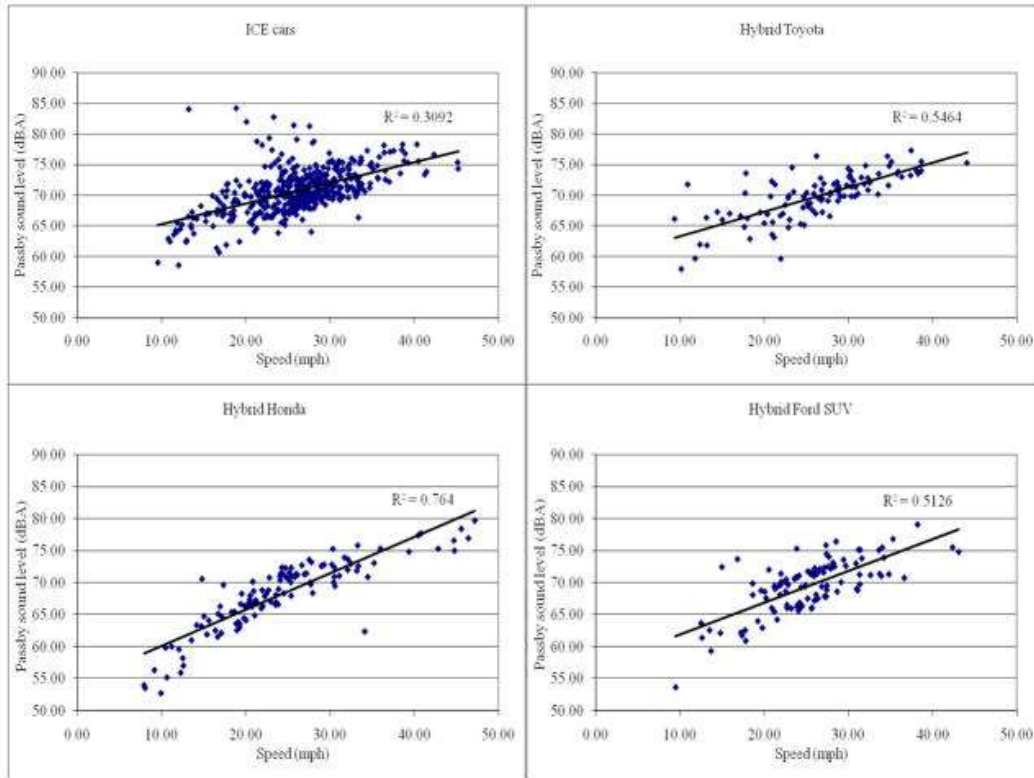 ICE cars
90.00
85.00
80.00
75.00
70.00
65.00
60.00
55.00
50.00
Passby sound level (dBA)
R² = 0.3092
0.00 10.00 20.00 30.00 40.00 50.00
Speed (mph)
Hybrid Toyota
90.00
85.00
80.00
75.00
70.00
65.00
60.00
55.00
50.00
Passby sound level (dBA)
R² = 0.5464
0.00 10.00 20.00 30.00 40.00 50.00
Speed (mph)
Hybrid Honda
90.00
85.00
80.00
75.00
70.00
65.00
60.00
55.00
50.00
Passby sound level (dBA)
R² = 0.764
0.00 10.00 20.00 30.00 40.00 50.00
Speed (mph)
Hybrid Ford SUV
90.00
85.00
80.00
75.00
70.00
65.00
60.00
55.00
50.00
Passby sound level (dBA)
R² = 0.5126
0.00 10.00 20.00 30.00 40.00 50.00
Speed (mph)